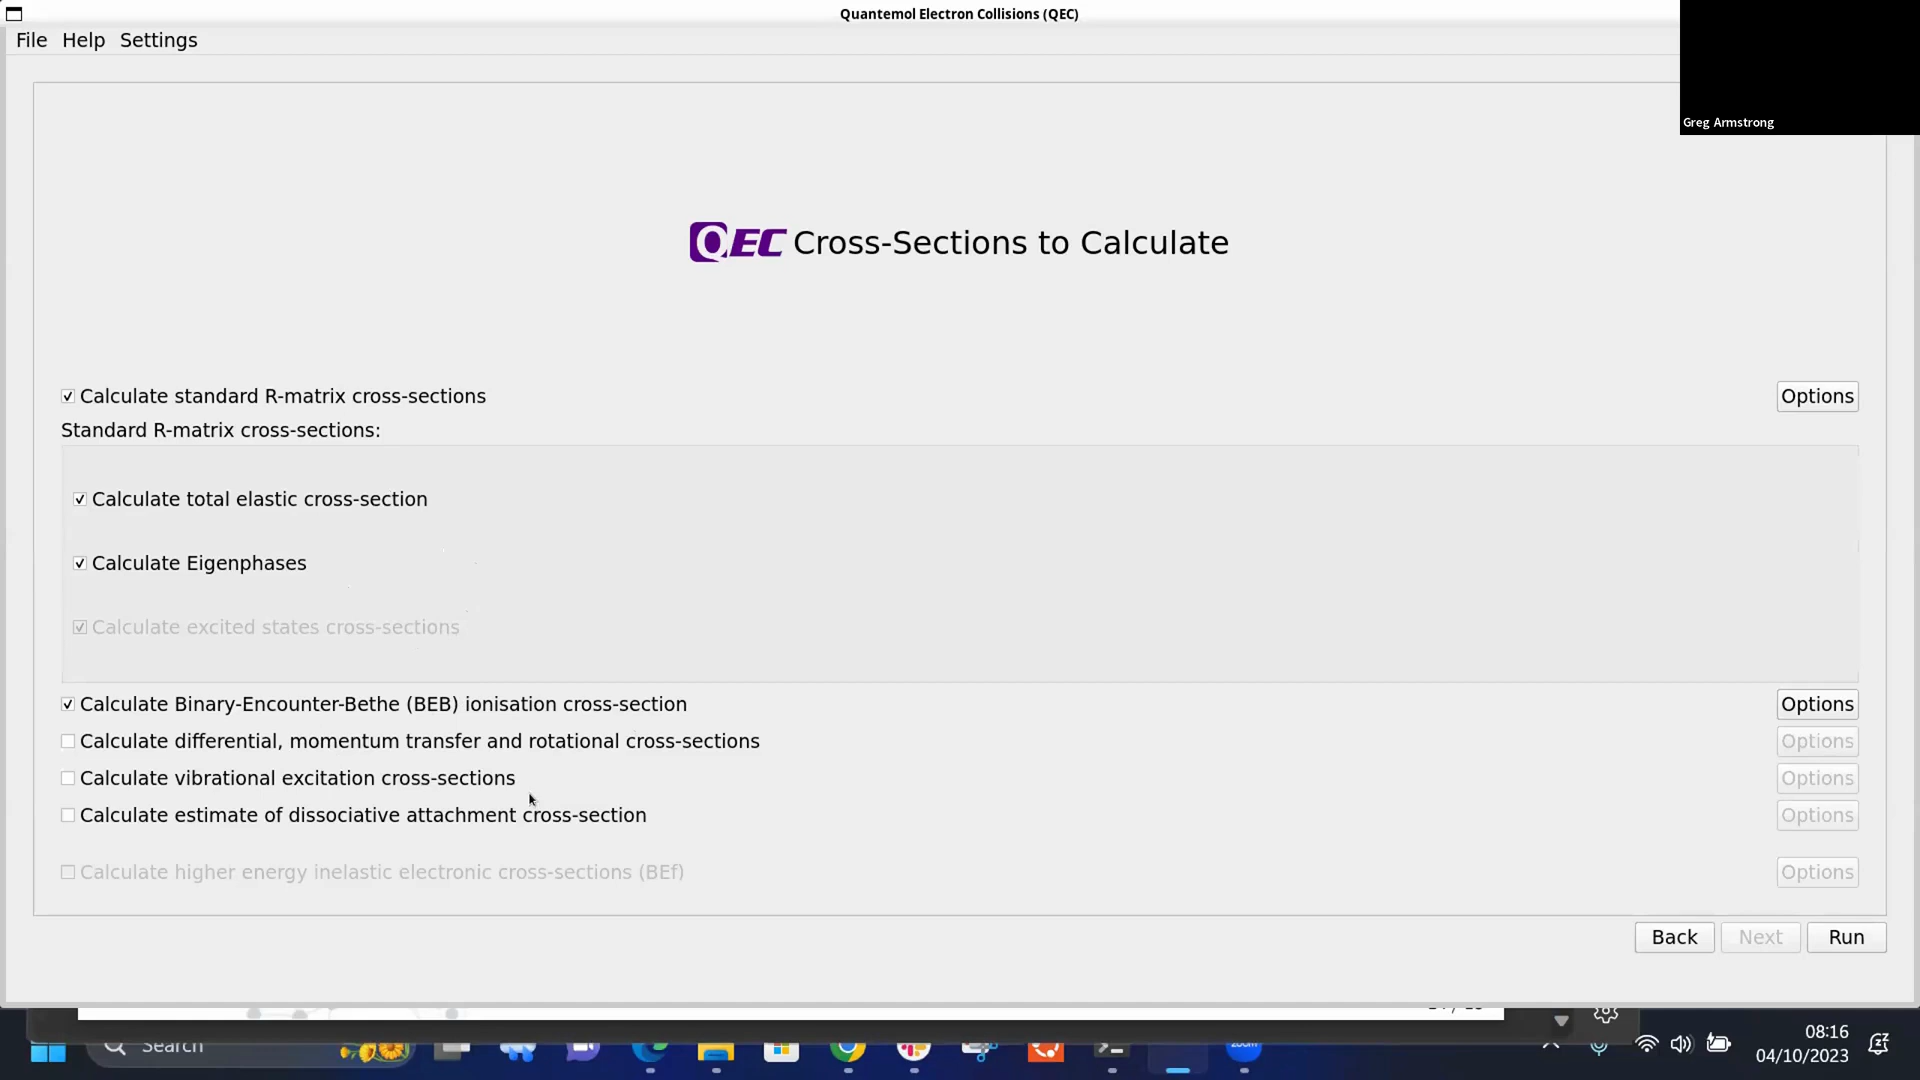 Quantemol Electron Collisions (QEC)
File Help Settings
Greg Armstrong
QEC Cross-Sections to Calculate
Calculate standard R-matrix cross-sections Options
Standard R-matrix cross-sections:
Calculate total elastic cross-section
Calculate Eigenphases
Calculate excited states cross-sections
Calculate Binary-Encounter-Bethe (BEB) ionisation cross-section Options
Calculate differential, momentum transfer and rotational cross-sections Options
Calculate vibrational excitation cross-sections Options
Calculate estimate of dissociative attachment cross-section Options
Calculate higher energy inelastic electronic cross-sections (BEf) Options
Back Next Run
Search
zoom
08:16
04/10/2023